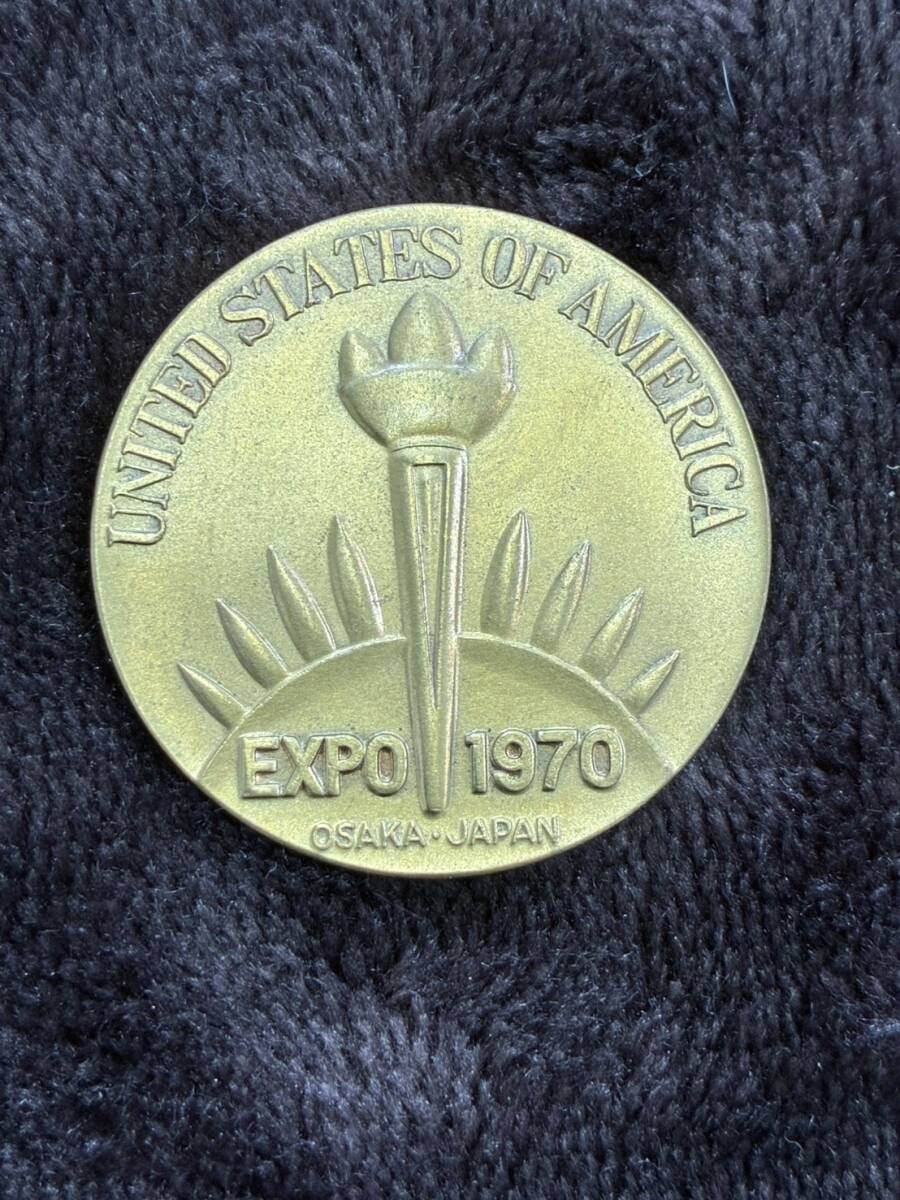 UNITED STATES OF AMERICA
EXPO 1970
OSAKA·JAPAN